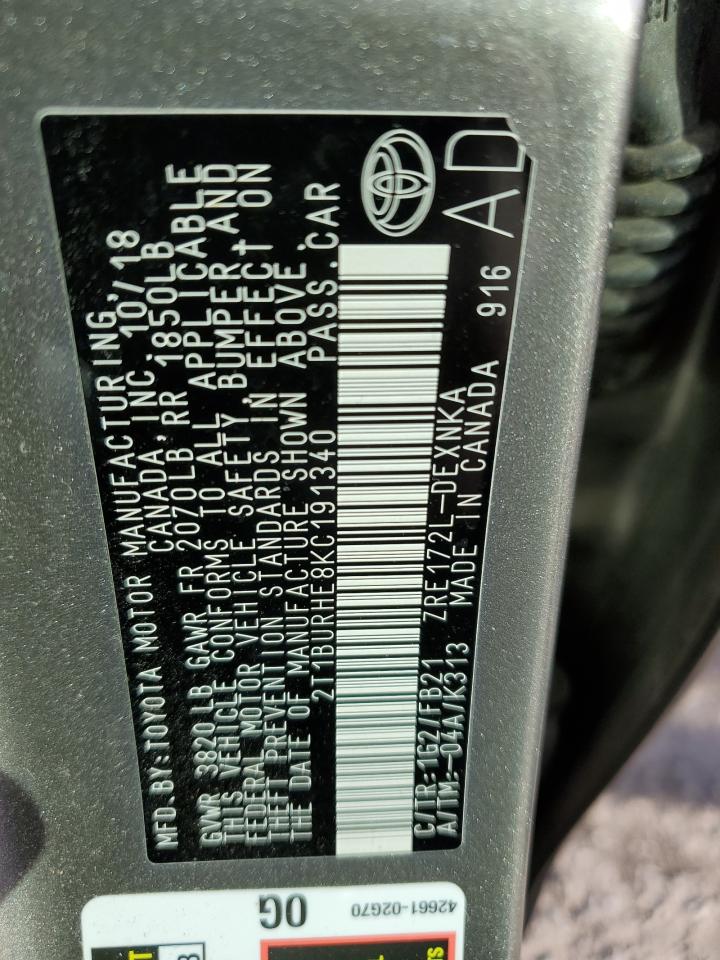 MFD. BY: TOYOTA MOTOR MANUFACTURING,
CANADA, INC. 10/18
GVWR 3820 LB GAWR FR 2070LB, RR 1850LB
THIS VEHICLE CONFORMS TO ALL APPLICABLE
FEDERAL MOTOR VEHICLE SAFETY, BUMPER, AND
THEFT PREVENTION STANDARDS IN EFFECT ON
THE DATE OF MANUFACTURE SHOWN ABOVE.
2T1BURHE8KC191340 PASS. CAR
C/TR: 1G2/FB21 ZRE172L-DEXNKA
A/TM: -04A/K313 MADE IN CANADA 916 AD
42661-02G70
0G